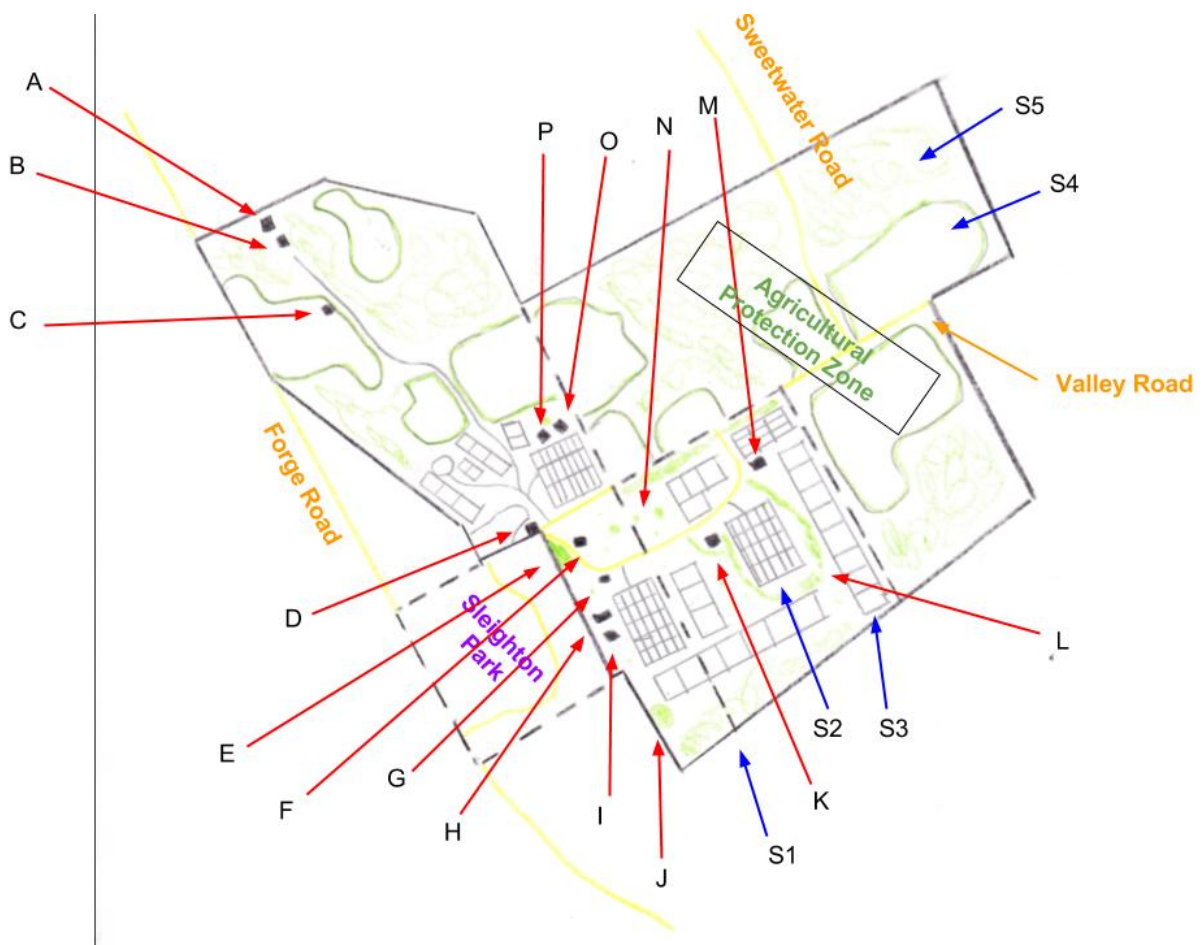 Sweetwater Road
A
S5
P
O
N
M
B
S4
C
Agricultural
Protection Zone
Valley Road
Forge Road
D
Sleighton
Park
L
E
S2
S3
G
K
F
H
I
S1
J